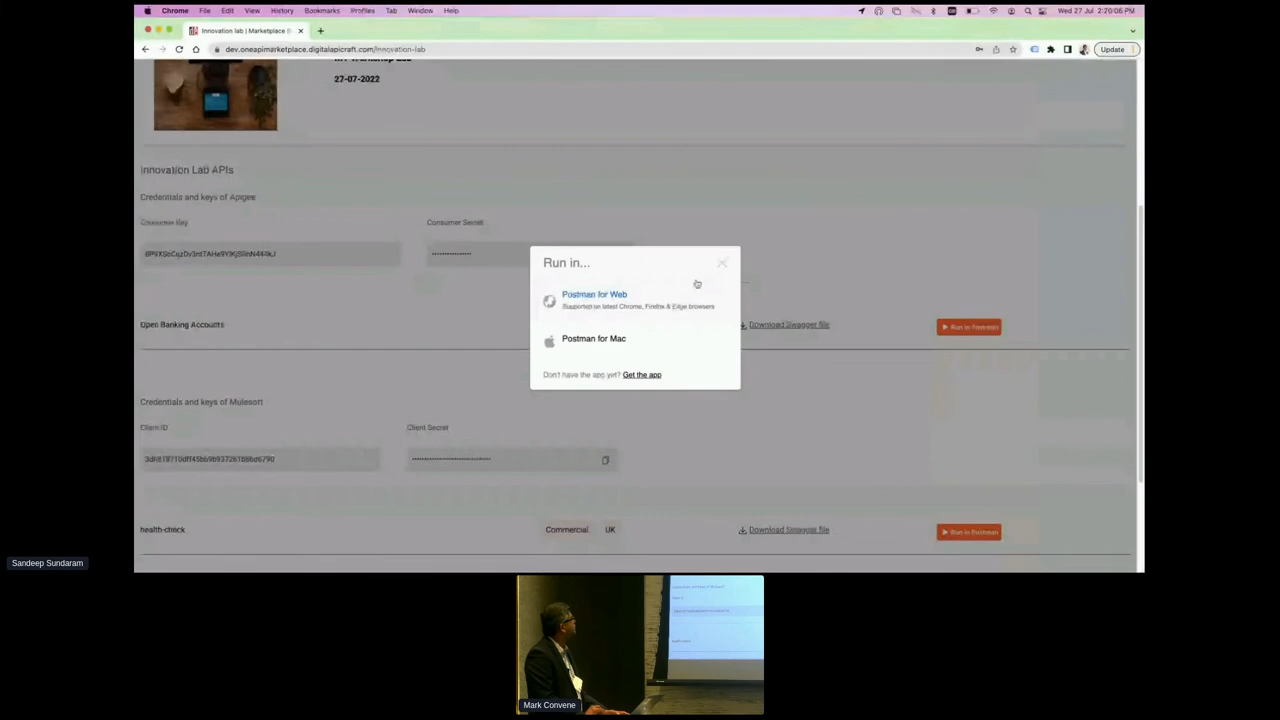 Chrome File Edit View History Bookmarks Profiles Tab Window Help
Wed 27 Jul 2:20:06 PM
Innovation lab | Marketplace
dev.oneapimarketplace.digitalapicraft.com/innovation-lab
Update
27-07-2022
Innovation Lab APIs
Credentials and keys of Apigee
Consumer Key Consumer Secret
Run in...
Postman for Web
Supported on latest Chrome, Firefox & Edge browsers
Open Banking Accounts Download Swagger file Run in Postman
Postman for Mac
Don't have the app yet? Get the app
Credentials and keys of Mulesoft
Client ID Client Secret
health-check Commercial UK Download Swagger file Run in Postman
Sandeep Sundaram
Mark Convene